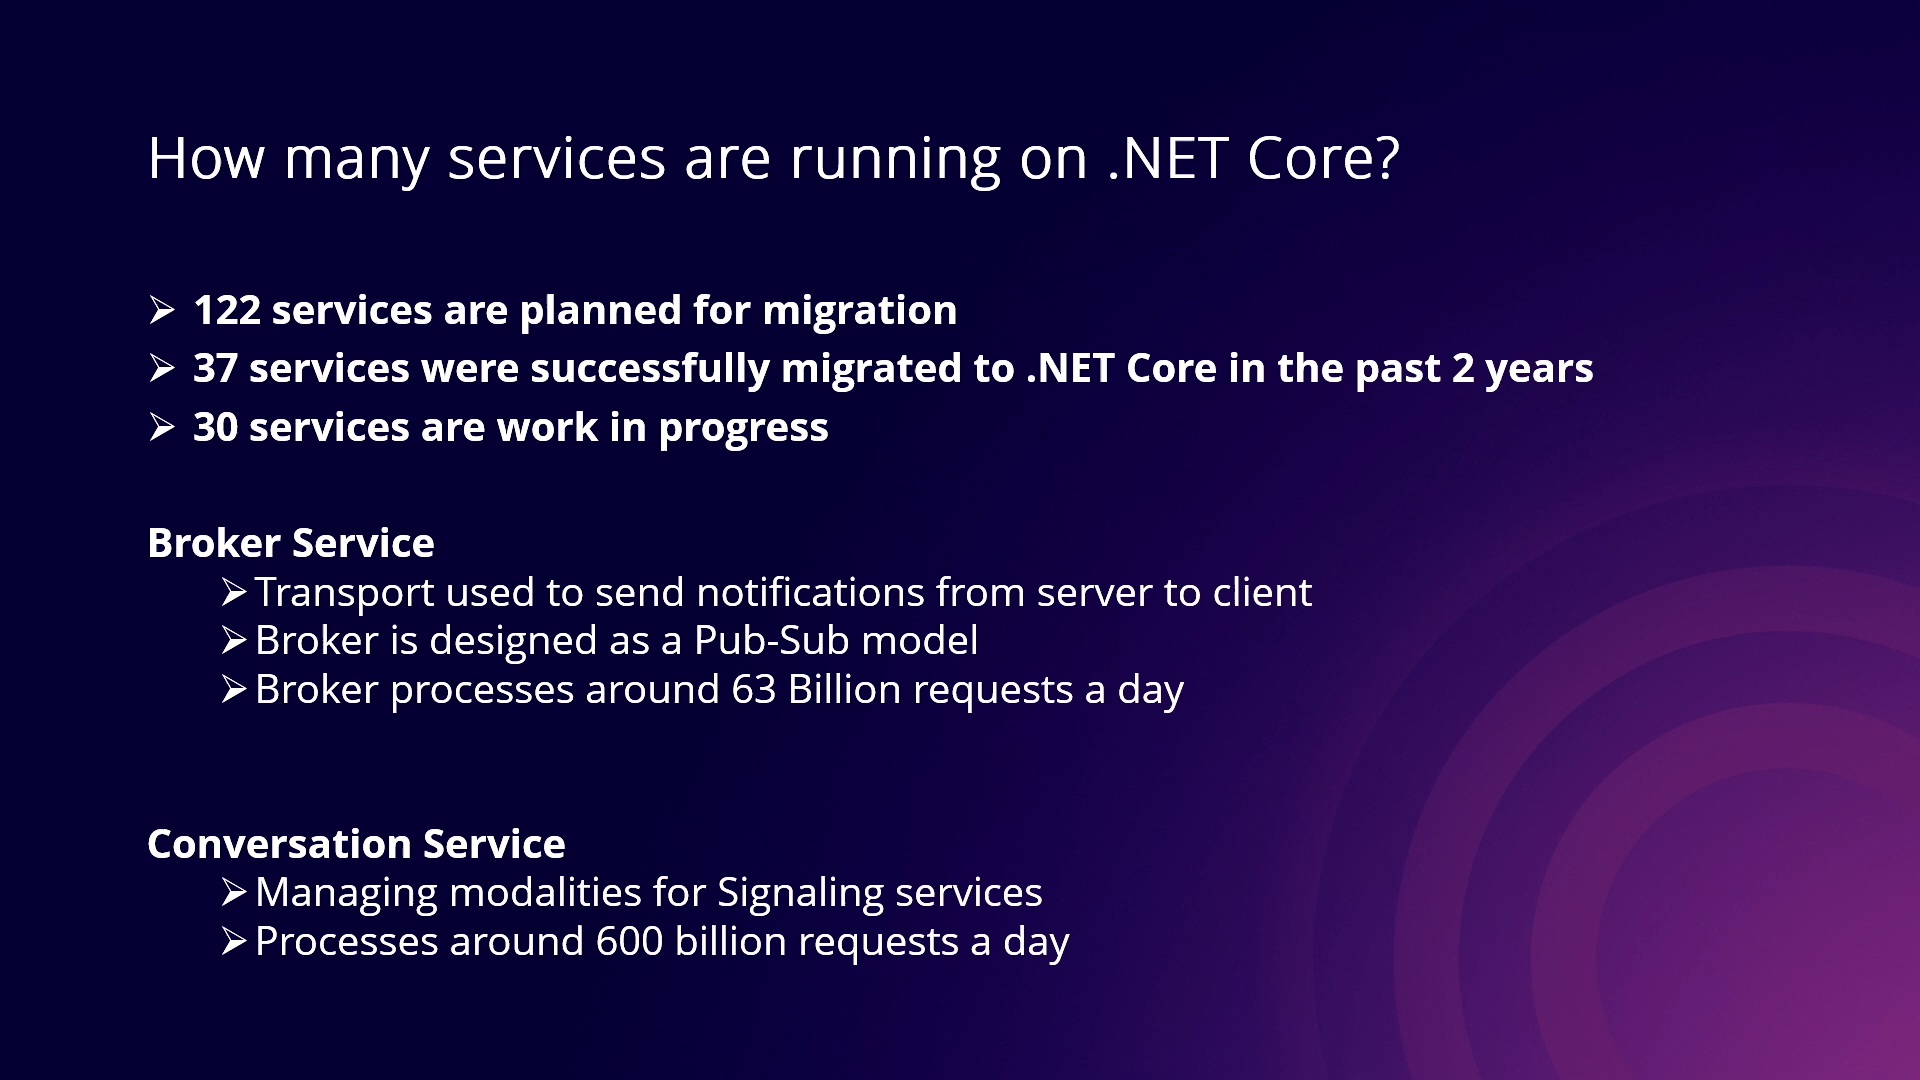 How many services are running on .NET Core?
➢ 122 services are planned for migration
➢ 37 services were successfully migrated to .NET Core in the past 2 years
➢ 30 services are work in progress
Broker Service
➢ Transport used to send notifications from server to client
➢ Broker is designed as a Pub-Sub model
➢ Broker processes around 63 Billion requests a day
Conversation Service
➢ Managing modalities for Signaling services
➢ Processes around 600 billion requests a day